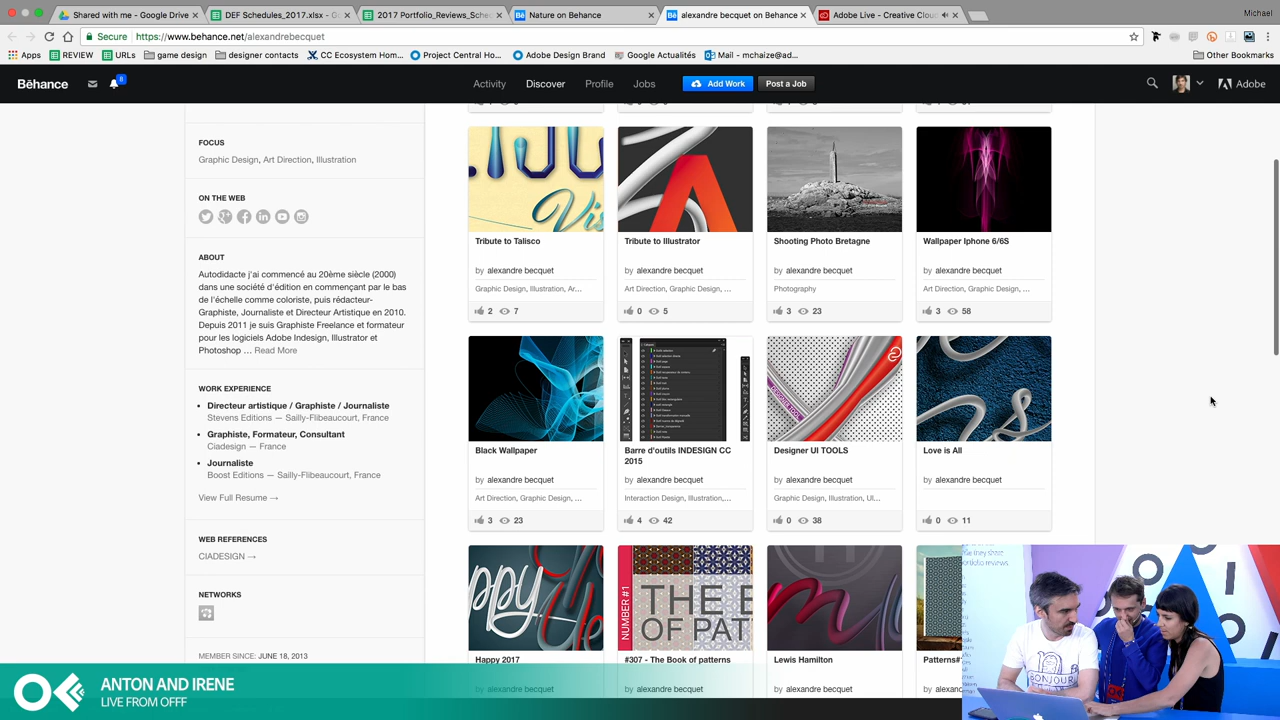 Shared with me - Google Drive
DEF Schedules_2017.xlsx - G
2017 Portfolio_Reviews_Sche
Nature on Behance
alexandre becquet on Behance
Adobe Live - Creative Cloud
Michael
Secure
https://www.behance.net/alexandrebecquet
Apps
REVIEW
URLs
game design
designer contacts
CC Ecosystem Hom...
Project Central Ho...
Adobe Design Brand
Google Actualités
Mail - mchaize@ad...
Other Bookmarks
Bēhance
8
Activity
Discover
Profile
Jobs
Add Work
Post a Job
Adobe
FOCUS
Graphic Design, Art Direction, Illustration
ON THE WEB
ABOUT
Autodidacte j'ai commencé au 20ème siècle (2000)
dans une société d'édition en commençant par le bas
de l'échelle comme coloriste, puis rédacteur-
Graphiste, Journaliste et Directeur Artistique en 2010.
Depuis 2011 je suis Graphiste Freelance et formateur
pour les logiciels Adobe Indesign, Illustrator et
Photoshop ... Read More
WORK EXPERIENCE
Directeur artistique / Graphiste / Journaliste
Stevens Editions — Sailly-Flibeaucourt, France
Graphiste, Formateur, Consultant
Ciadesign — France
Journaliste
Boost Editions — Sailly-Flibeaucourt, France
View Full Resume →
WEB REFERENCES
CIADESIGN →
NETWORKS
MEMBER SINCE: JUNE 18, 2013
Tribute to Talisco
by alexandre becquet
Graphic Design, Illustration, Ar...
2 7
Tribute to Illustrator
by alexandre becquet
Art Direction, Graphic Design, ...
0 5
Shooting Photo Bretagne
by alexandre becquet
Photography
3 23
Wallpaper Iphone 6/6S
by alexandre becquet
Art Direction, Graphic Design, ...
3 58
Black Wallpaper
by alexandre becquet
Art Direction, Graphic Design, ...
3 23
Barre d'outils INDESIGN CC
2015
by alexandre becquet
Interaction Design, Illustration,...
4 42
Designer UI TOOLS
by alexandre becquet
Graphic Design, Illustration, UI...
0 38
Love is All
by alexandre becquet
0 11
Happy 2017
by alexandre becquet
NUMBER #1
THE B
OF PAT
#307 - The Book of patterns
by alexandre becquet
Lewis Hamilton
by alexandre becquet
Patterns#
by alexan
BONJOUR
ANTON AND IRENE
LIVE FROM OFFF